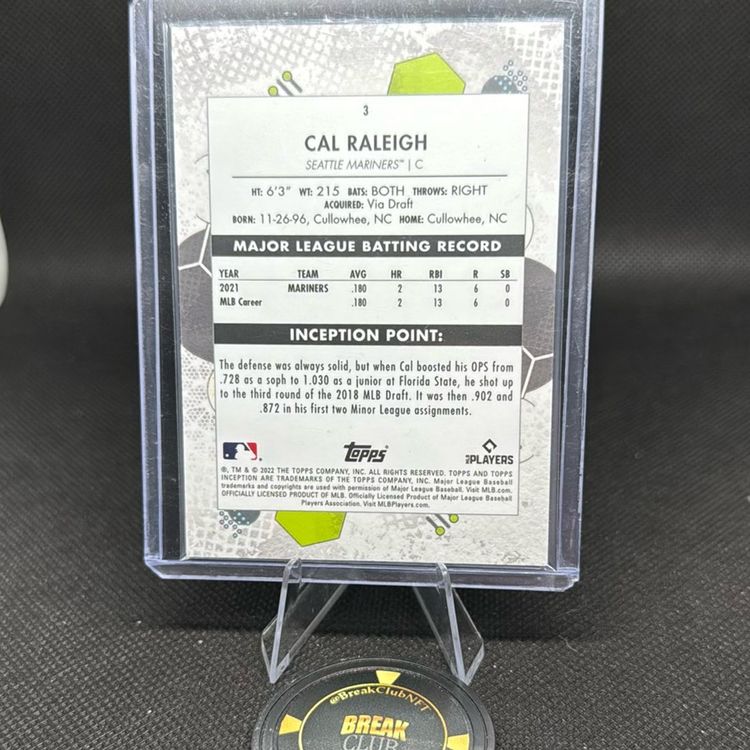 3
CAL RALEIGH
SEATTLE MARINERS™ | C
HT: 6'3" WT: 215 BATS: BOTH THROWS: RIGHT
ACQUIRED: Via Draft
BORN: 11-26-96, Cullowhee, NC HOME: Cullowhee, NC
MAJOR LEAGUE BATTING RECORD
YEAR TEAM AVG HR RBI R SB
2021 MARINERS .180 2 13 6 0
MLB Career .180 2 13 6 0
INCEPTION POINT:
The defense was always solid, but when Cal boosted his OPS from
.728 as a soph to 1.030 as a junior at Florida State, he shot up
to the third round of the 2018 MLB Draft. It was then .902 and
.872 in his first two Minor League assignments.
Topps
MLB PLAYERS
®, TM & © 2022 THE TOPPS COMPANY, INC. ALL RIGHTS RESERVED. TOPPS AND TOPPS
INCEPTION ARE TRADEMARKS OF THE TOPPS COMPANY, INC. Major League Baseball
trademarks and copyrights are used with permission of Major League Baseball. Visit MLB.com.
OFFICIALLY LICENSED PRODUCT OF MLB. Officially Licensed Product of Major League Baseball
Players Association. Visit MLBPlayers.com.
@BreakClubNFT
BREAK
CLUB